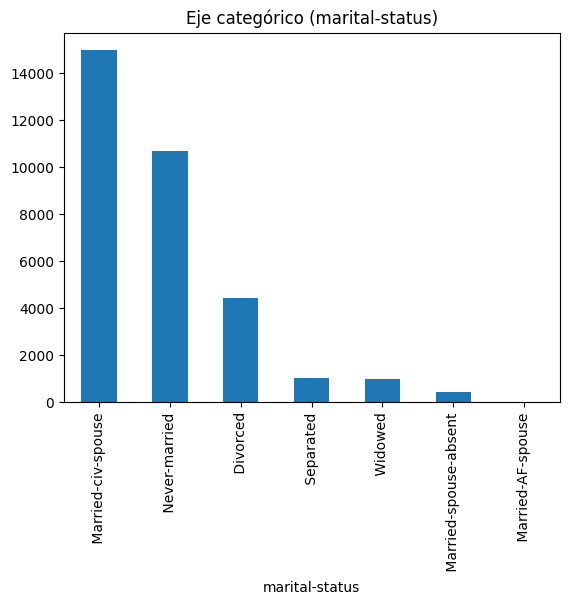 Eje categórico (marital-status)
14000
12000
10000
8000
6000
4000
2000
0
Married-civ-spouse
Never-married
Divorced
Separated
Widowed
Married-spouse-absent
Married-AF-spouse
marital-status